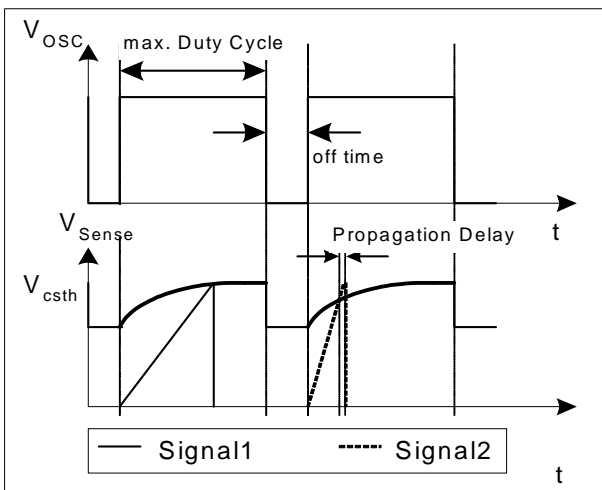 V OSC
max. Duty Cycle
off time
t
V Sense
Propagation Delay
V csth
Signal1
Signal2
t